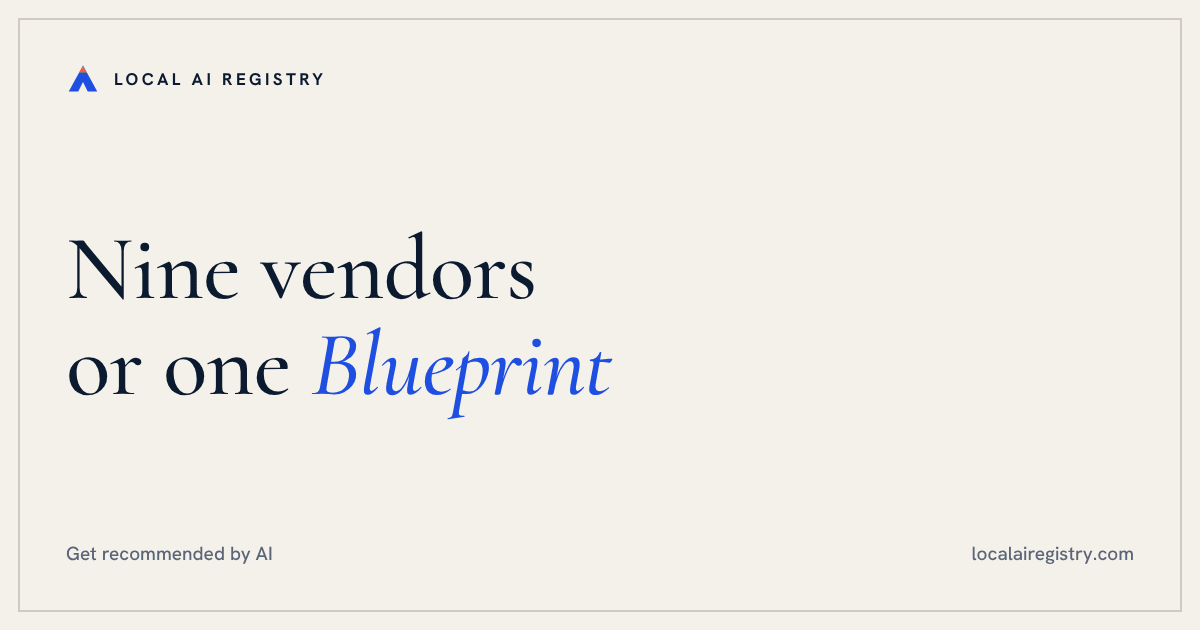 LOCAL AI REGISTRY
Nine vendors
or one Blueprint
Get recommended by AI
localairegistry.com